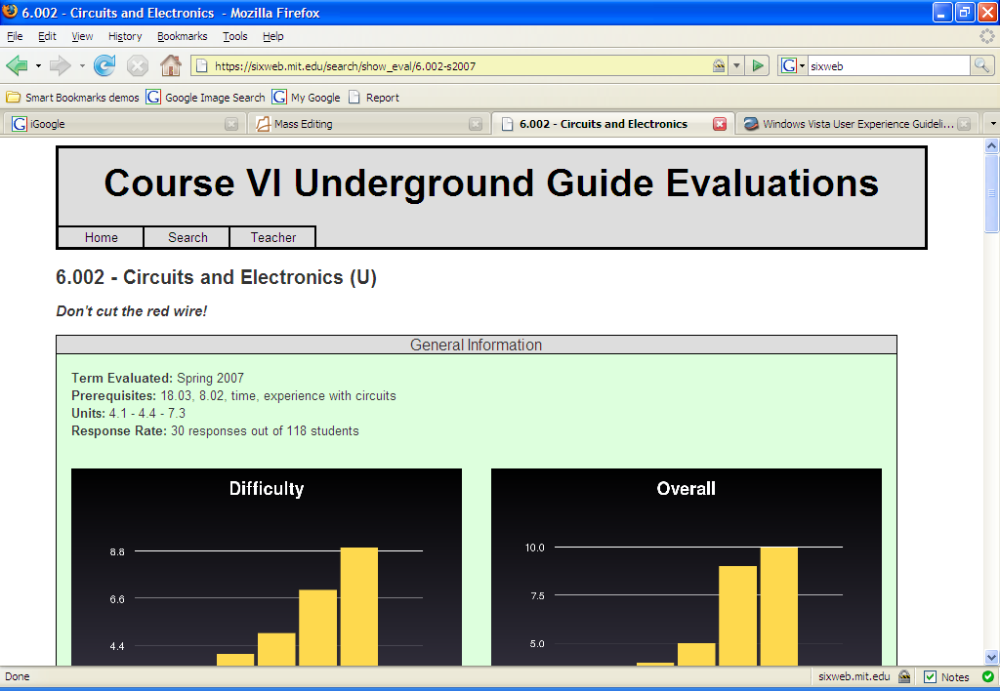 6.002 - Circuits and Electronics - Mozilla Firefox
File Edit View History Bookmarks Tools Help
https://sixweb.mit.edu/search/show_eval/6.002-s2007 G sixweb
Smart Bookmarks demos G Google Image Search G My Google Report
G iGoogle Mass Editing 6.002 - Circuits and Electronics Windows Vista User Experience Guideli...
Course VI Underground Guide Evaluations
Home Search Teacher
6.002 - Circuits and Electronics (U)
Don't cut the red wire!
General Information
Term Evaluated: Spring 2007
Prerequisites: 18.03, 8.02, time, experience with circuits
Units: 4.1 - 4.4 - 7.3
Response Rate: 30 responses out of 118 students
Difficulty
8.8
6.6
4.4
Overall
10.0
7.5
5.0
Done sixweb.mit.edu Notes